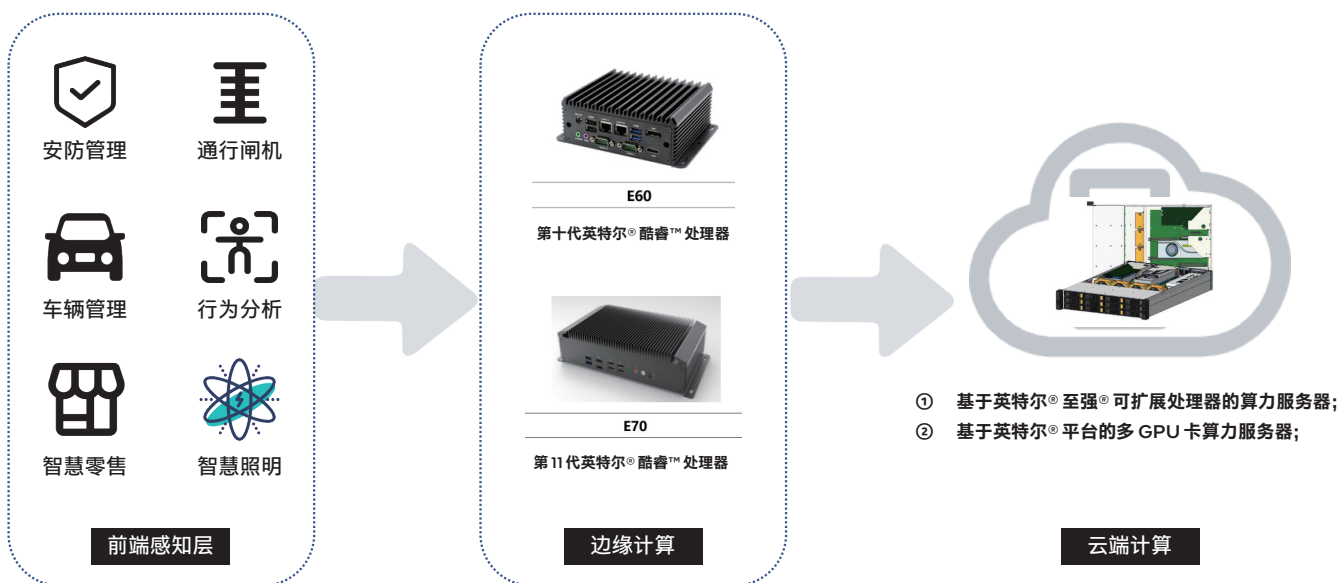 安防管理
通行闸机
车辆管理
行为分析
智慧零售
智慧照明
前端感知层
E60
第十代英特尔® 酷睿™ 处理器
E70
第 11 代英特尔® 酷睿™ 处理器
边缘计算
① 基于英特尔® 至强® 可扩展处理器的算力服务器；
② 基于英特尔® 平台的多 GPU 卡算力服务器；
云端计算